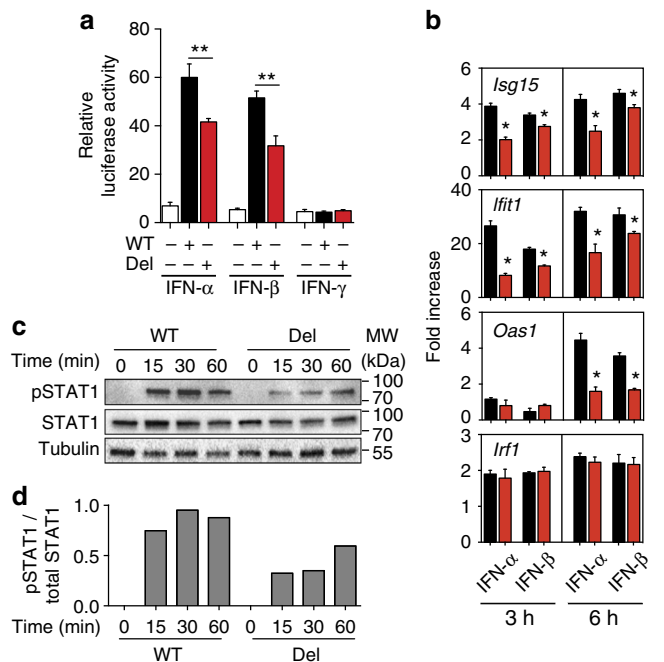 a
Relative
luciferase activity
80
60
40
20
0
**
**
WT – + – – + – – + –
Del – – + – – + – – +
IFN-α IFN-β IFN-γ
b
Fold increase
6
4
2
0
Isg15
* * * *
40
20
0
Ifit1
* * * *
6
4
2
0
Oas1
* *
3
2
1
0
Irf1
IFN-α IFN-β IFN-α IFN-β
3 h 6 h
c
WT Del MW
Time (min) 0 15 30 60 0 15 30 60 (kDa)
pSTAT1
100
70
STAT1
100
70
Tubulin
55
d
pSTAT1 /
total STAT1
1.0
0.5
0.0
Time (min) 0 15 30 60 0 15 30 60
WT Del